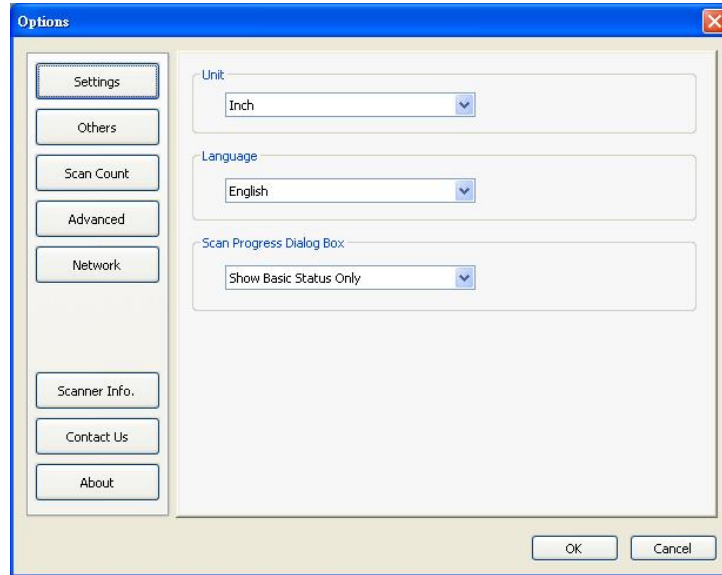 Options
Settings
Others
Scan Count
Advanced
Network
Scanner Info.
Contact Us
About
Unit
Inch
Language
English
Scan Progress Dialog Box
Show Basic Status Only
OK
Cancel